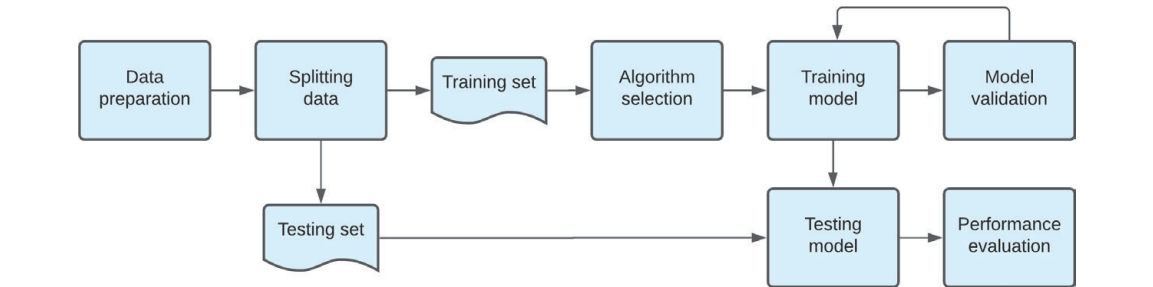 Data
preparation
Splitting
data
Training set
Algorithm
selection
Training
model
Model
validation
Testing set
Testing
model
Performance
evaluation